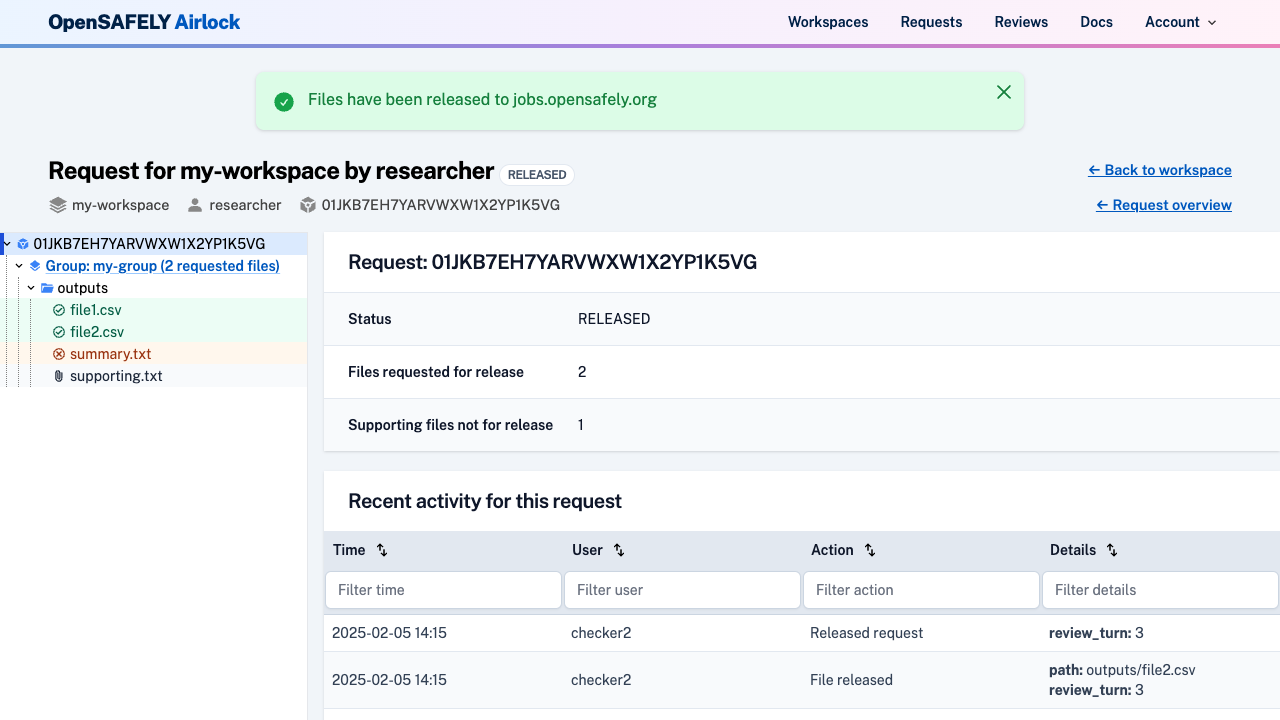 OpenSAFELY Airlock
Workspaces Requests Reviews Docs Account
Files have been released to jobs.opensafely.org
Request for my-workspace by researcher RELEASED
← Back to workspace
my-workspace researcher 01JKB7EH7YARVWXW1X2YP1K5VG
← Request overview
01JKB7EH7YARVWXW1X2YP1K5VG
Group: my-group (2 requested files)
outputs
file1.csv
file2.csv
summary.txt
supporting.txt
Request: 01JKB7EH7YARVWXW1X2YP1K5VG
Status RELEASED
Files requested for release 2
Supporting files not for release 1
Recent activity for this request
Time User Action Details
Filter time Filter user Filter action Filter details
2025-02-05 14:15 checker2 Released request review_turn: 3
2025-02-05 14:15 checker2 File released path: outputs/file2.csv
review_turn: 3